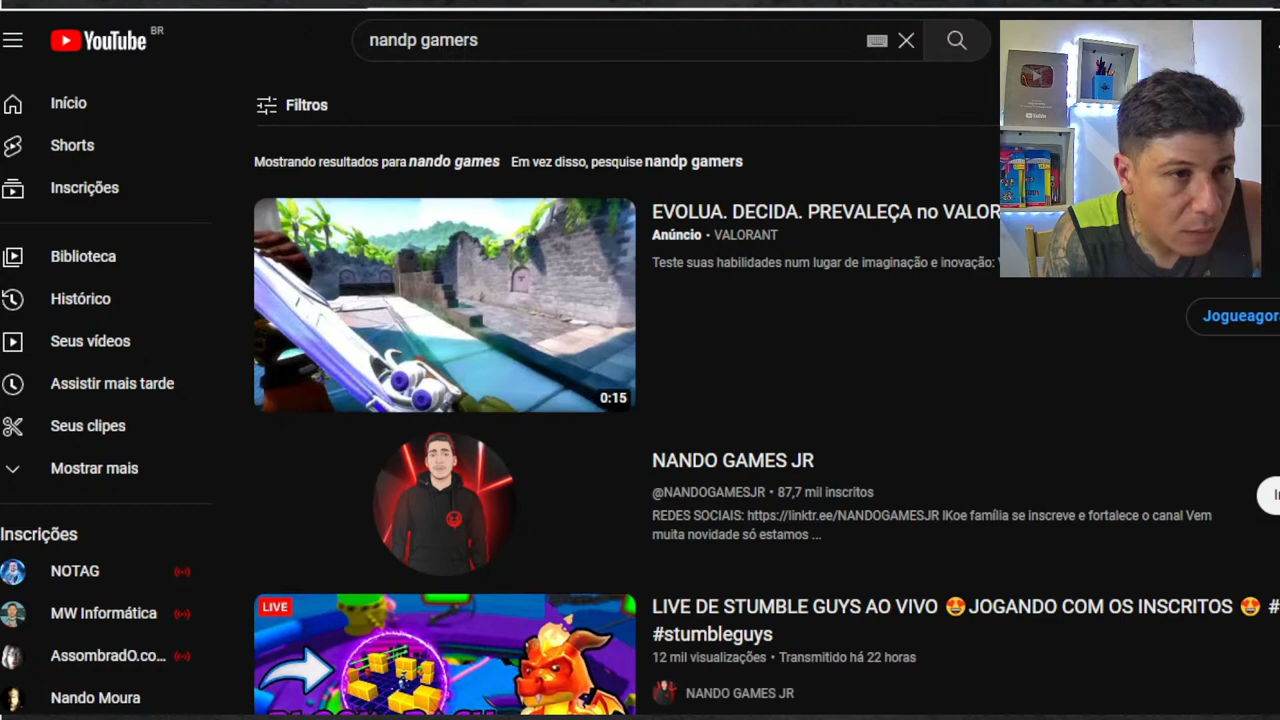 YouTube BR
nandp gamers
Início
Shorts
Inscrições
Biblioteca
Histórico
Seus vídeos
Assistir mais tarde
Seus clipes
Mostrar mais
Inscrições
NOTAG
MW Informática
AssombradO.co...
Nando Moura
Filtros
Mostrando resultados para nando games Em vez disso, pesquise nandp gamers
0:15
EVOLUA. DECIDA. PREVALEÇA no VALOR
Anúncio • VALORANT
Teste suas habilidades num lugar de imaginação e inovação:
Jogueagor
NANDO GAMES JR
@NANDOGAMESJR • 87,7 mil inscritos
REDES SOCIAIS: https://linktr.ee/NANDOGAMESJR IKoe família se inscreve e fortalece o canal Vem
muita novidade só estamos ...
LIVE
LIVE DE STUMBLE GUYS AO VIVO 🤩JOGANDO COM OS INSCRITOS 🤩 #
#stumbleguys
12 mil visualizações • Transmitido há 22 horas
NANDO GAMES JR
YouTube